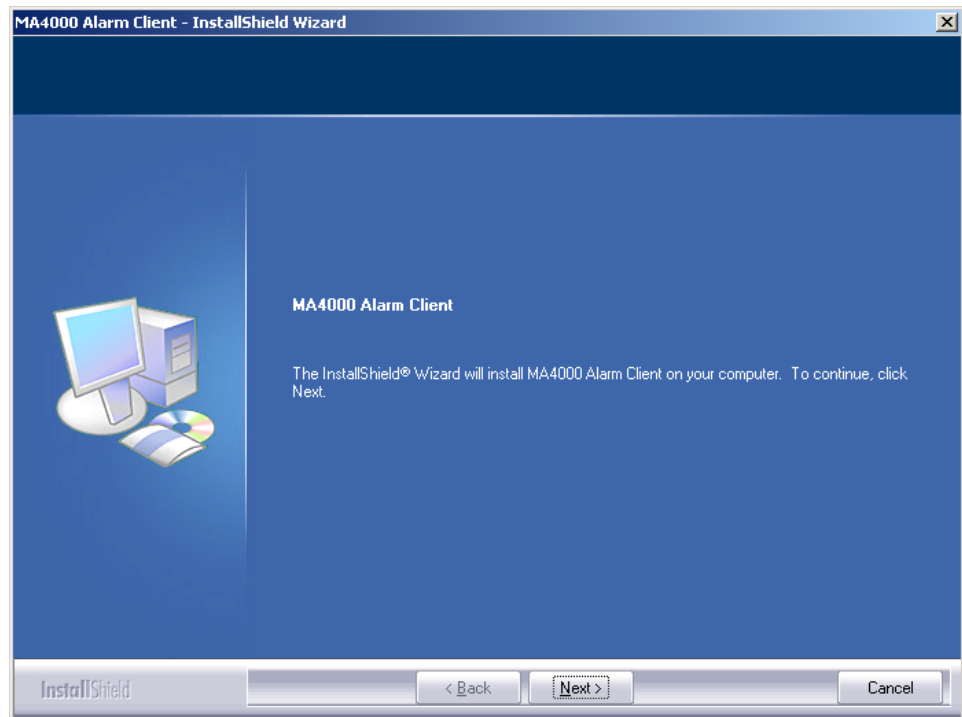 MA4000 Alarm Client - InstallShield Wizard
MA4000 Alarm Client
The InstallShield® Wizard will install MA4000 Alarm Client on your computer.  To continue, click
Next.
InstallShield
< Back
Next >
Cancel